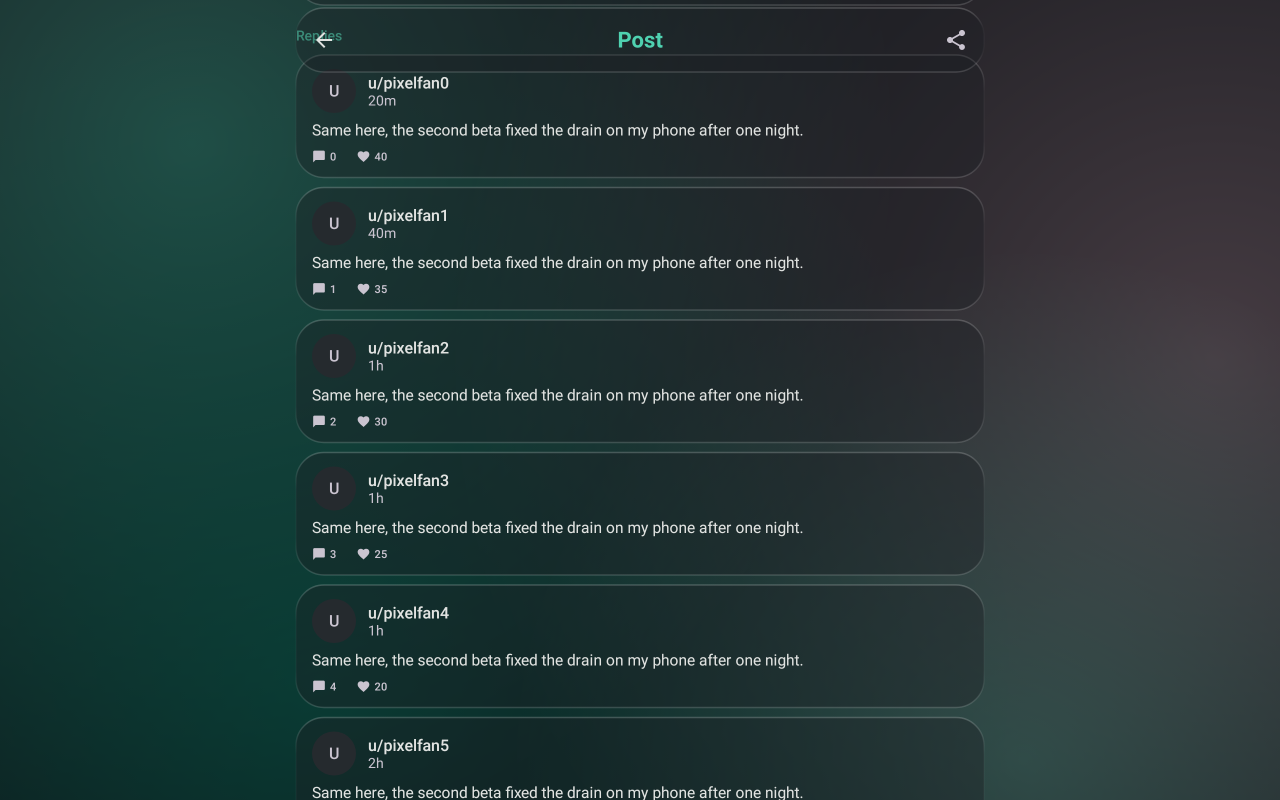 Replies
Post
U
u/pixelfan0
20m
Same here, the second beta fixed the drain on my phone after one night.
0 40
U
u/pixelfan1
40m
Same here, the second beta fixed the drain on my phone after one night.
1 35
U
u/pixelfan2
1h
Same here, the second beta fixed the drain on my phone after one night.
2 30
U
u/pixelfan3
1h
Same here, the second beta fixed the drain on my phone after one night.
3 25
U
u/pixelfan4
1h
Same here, the second beta fixed the drain on my phone after one night.
4 20
U
u/pixelfan5
2h
Same here, the second beta fixed the drain on my phone after one night.